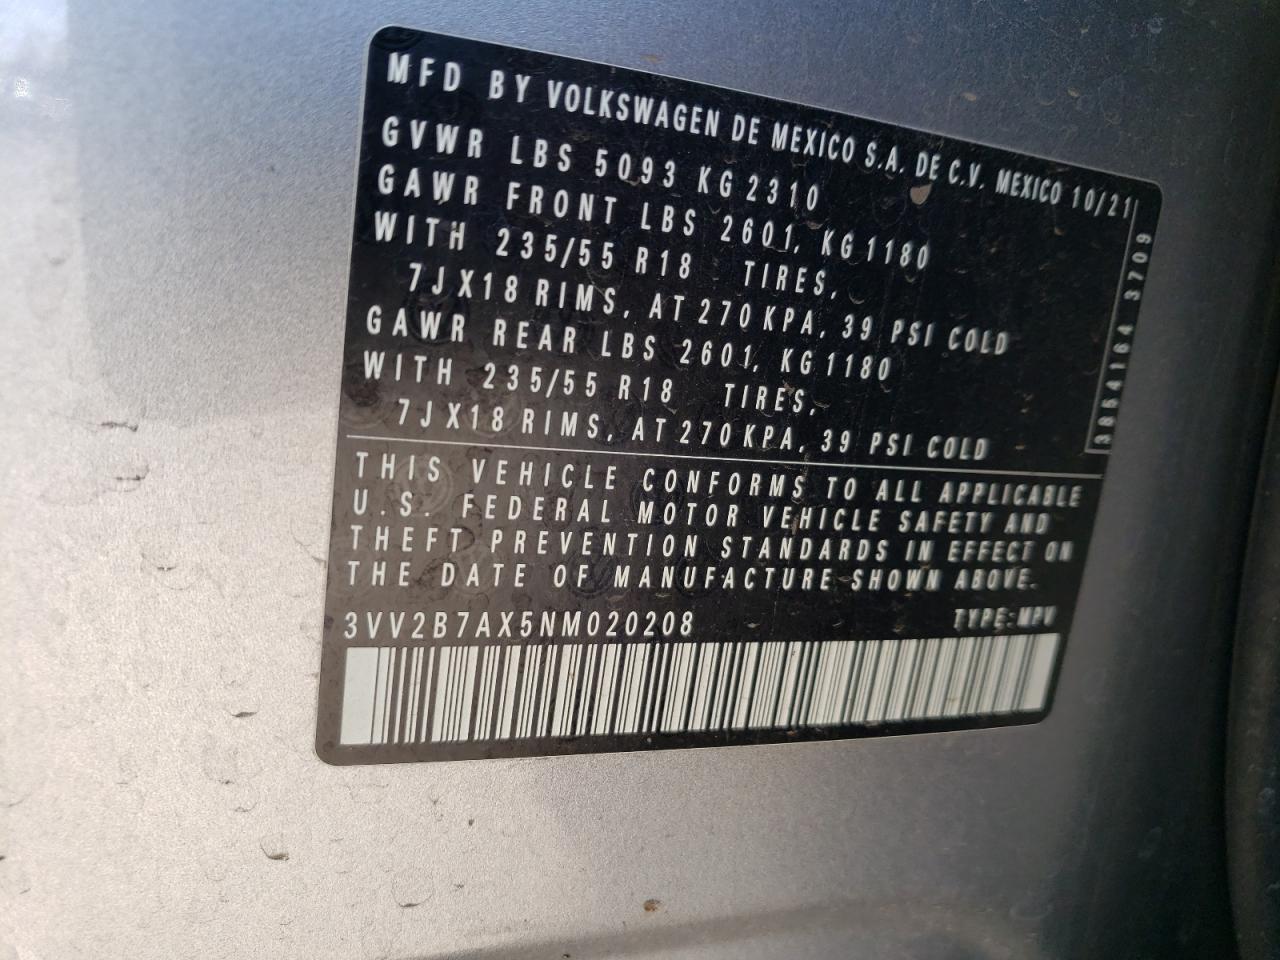 MFD BY VOLKSWAGEN DE MEXICO S.A. DE C.V. MEXICO 10/21
GVWR LBS 5093 KG 2310
GAWR FRONT LBS 2601, KG 1180
WITH 235/55 R18 TIRES,
7JX18 RIMS, AT 270 KPA, 39 PSI COLD
GAWR REAR LBS 2601, KG 1180
WITH 235/55 R18 TIRES,
7JX18 RIMS, AT 270 KPA, 39 PSI COLD
THIS VEHICLE CONFORMS TO ALL APPLICABLE
U.S. FEDERAL MOTOR VEHICLE SAFETY AND
THEFT PREVENTION STANDARDS IN EFFECT ON
THE DATE OF MANUFACTURE SHOWN ABOVE.
3VV2B7AX5NM020208 TYPE:MPV
3709